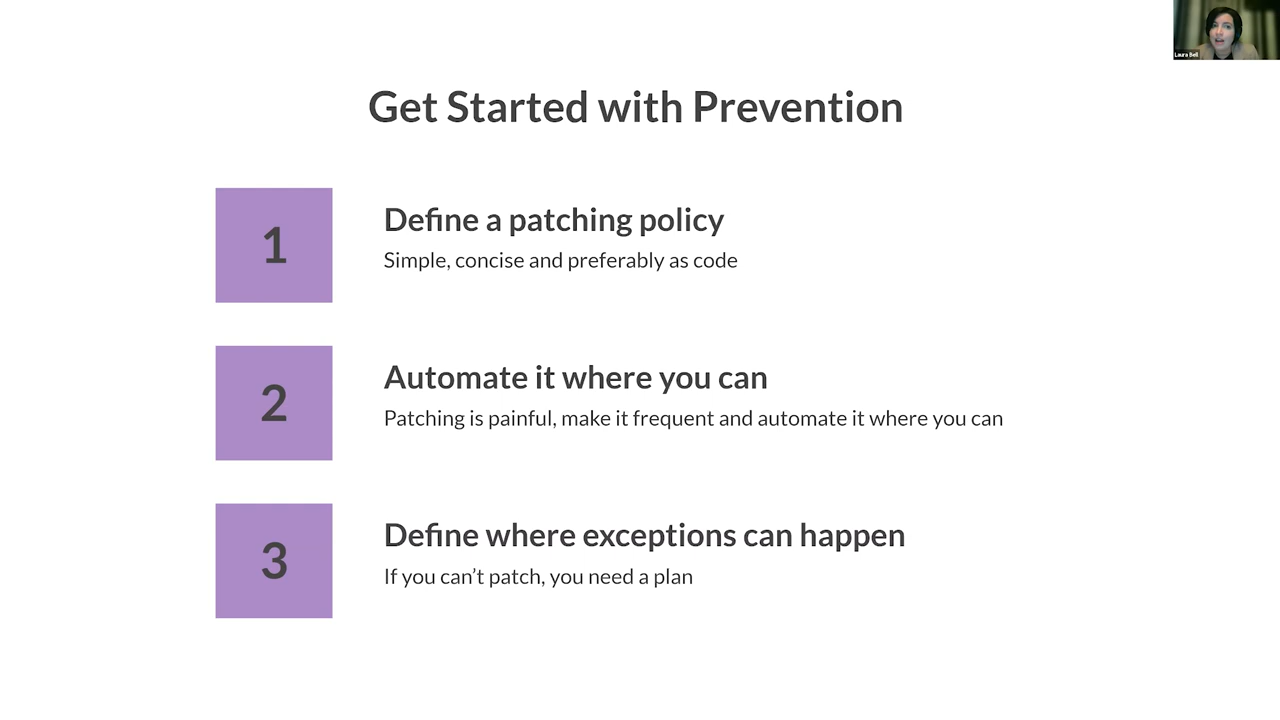 Laura Bell
Get Started with Prevention
1
Define a patching policy
Simple, concise and preferably as code
2
Automate it where you can
Patching is painful, make it frequent and automate it where you can
3
Define where exceptions can happen
If you can’t patch, you need a plan